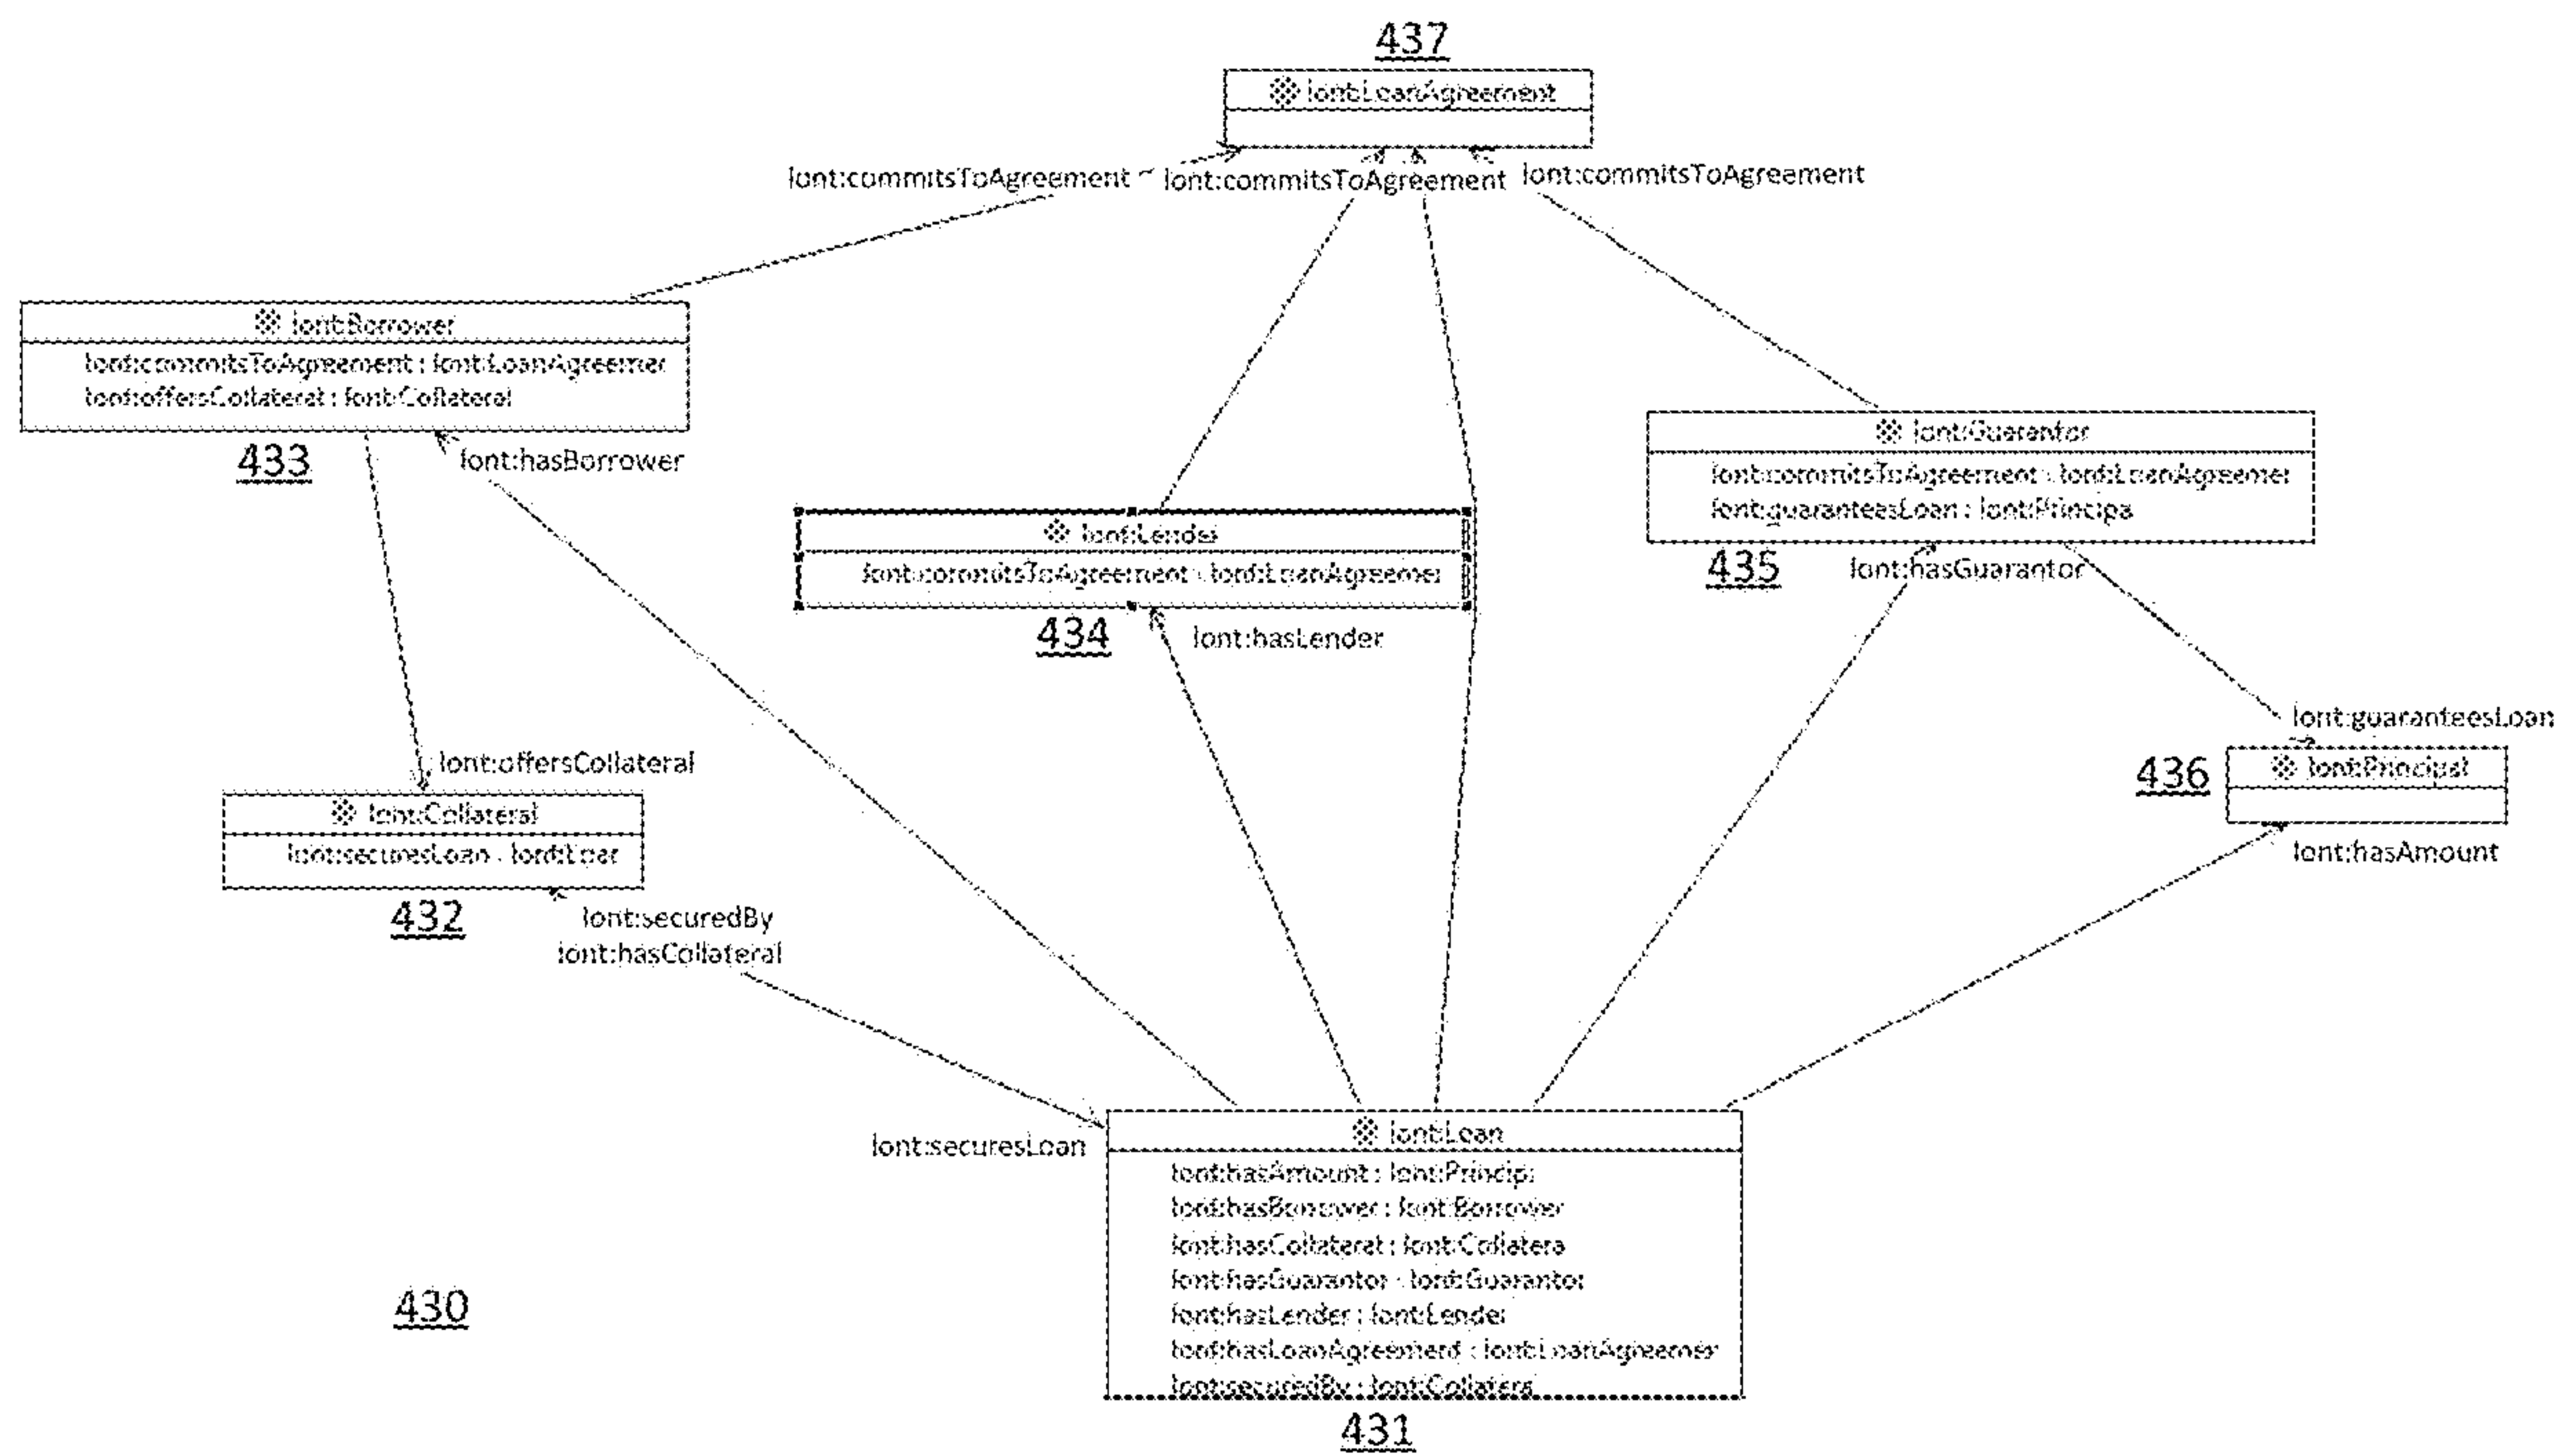 437
lont:LoanAgreement
lont:commitsToAgreement
lont:commitsToAgreement
lont:commitsToAgreement
lont:Borrower
lont:commitsToAgreement : lont:LoanAgreemer
lont:offersCollateral : lont:Collateral
433
lont:hasBorrower
lont:Guarantor
lont:commitsToAgreement : lont:LoanAgreemer
lont:guaranteesLoan : lont:Principa
435
lont:hasGuarantor
lont:Lender
lont:commitsToAgreement : lont:LoanAgreemer
434
lont:hasLender
lont:guaranteesLoan
436
lont:Principal
lont:hasAmount
lont:offersCollateral
lont:Collateral
lont:securesLoan : lont:Loar
432
lont:securedBy
lont:hasCollateral
lont:securesLoan
lont:Loan
lont:hasAmount : lont:Princip
lont:hasBorrower : lont:Borrower
lont:hasCollateral : lont:Collatera
lont:hasGuarantor : lont:Guarantor
lont:hasLender : lont:Lender
lont:hasLoanAgreement : lont:LoanAgreemer
lont:securedBy : lont:Collatera
430
431